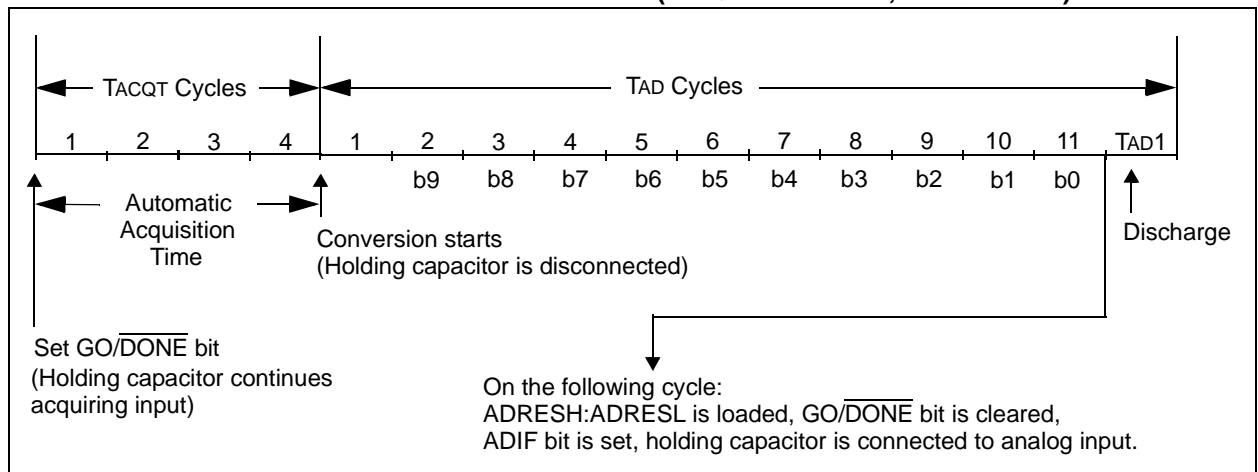 TACQT Cycles
TAD Cycles
1 2 3 4 1 2 3 4 5 6 7 8 9 10 11 TAD1
b9 b8 b7 b6 b5 b4 b3 b2 b1 b0
Automatic
Acquisition
Time
Conversion starts
(Holding capacitor is disconnected)
Discharge
Set GO/DONE bit
(Holding capacitor continues
acquiring input)
On the following cycle:
ADRESH:ADRESL is loaded, GO/DONE bit is cleared,
ADIF bit is set, holding capacitor is connected to analog input.